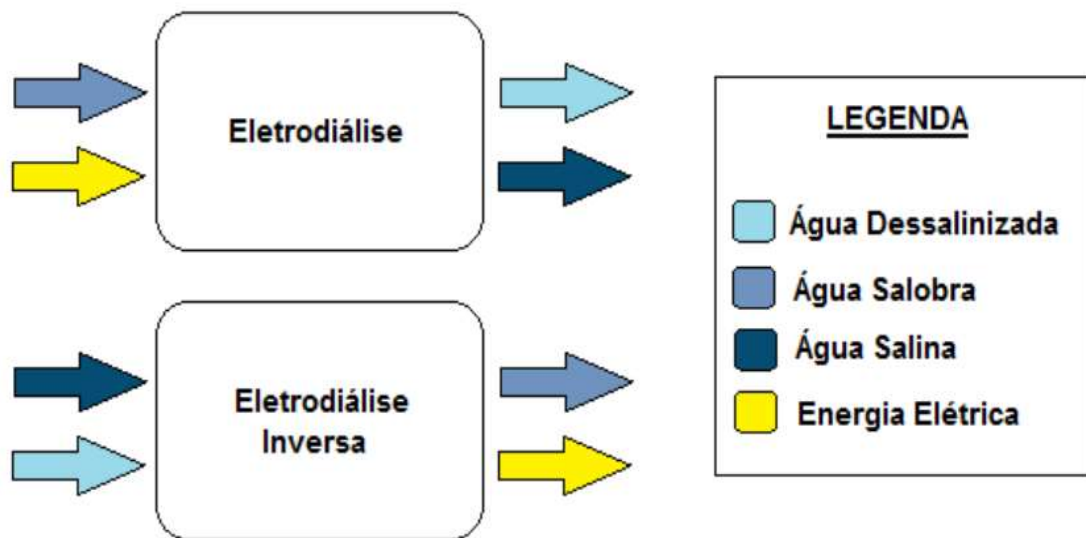 Eletrodiálise
Eletrodiálise
Inversa
LEGENDA
Água Dessalinizada
Água Salobra
Água Salina
Energia Elétrica